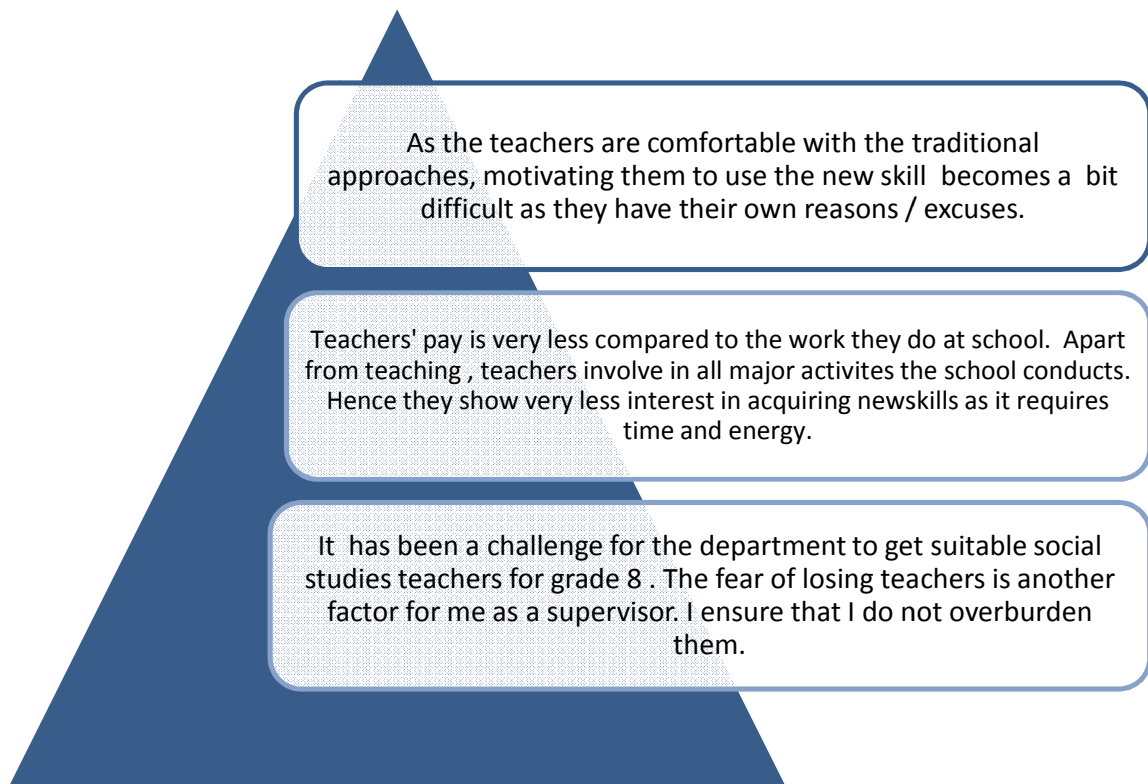 As the teachers are comfortable with the traditional
approaches, motivating them to use the new skill  becomes a  bit
difficult as they have their own reasons / excuses.
Teachers' pay is very less compared to the work they do at school.  Apart
from teaching , teachers involve in all major activites the school conducts.
Hence they show very less interest in acquiring newskills as it requires
time and energy.
It  has been a challenge for the department to get suitable social
studies teachers for grade 8 . The fear of losing teachers is another
factor for me as a supervisor. I ensure that I do not overburden
them.